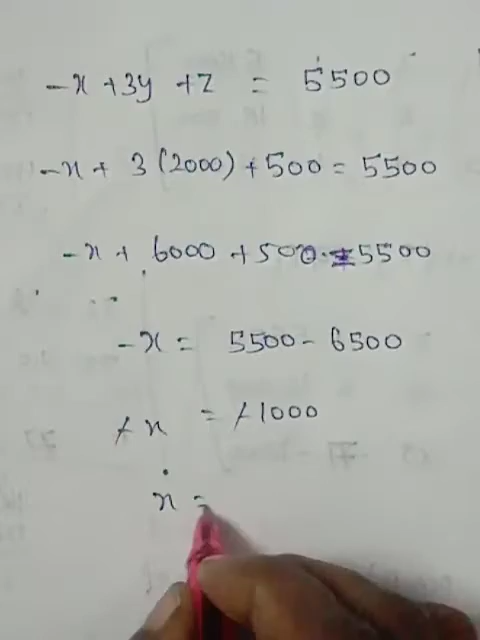 -x + 3y + z = 5500
-x + 3(2000) + 500 = 5500
-x + 6000 + 500 = 5500
-x = 5500 - 6500
-x = -1000
x =